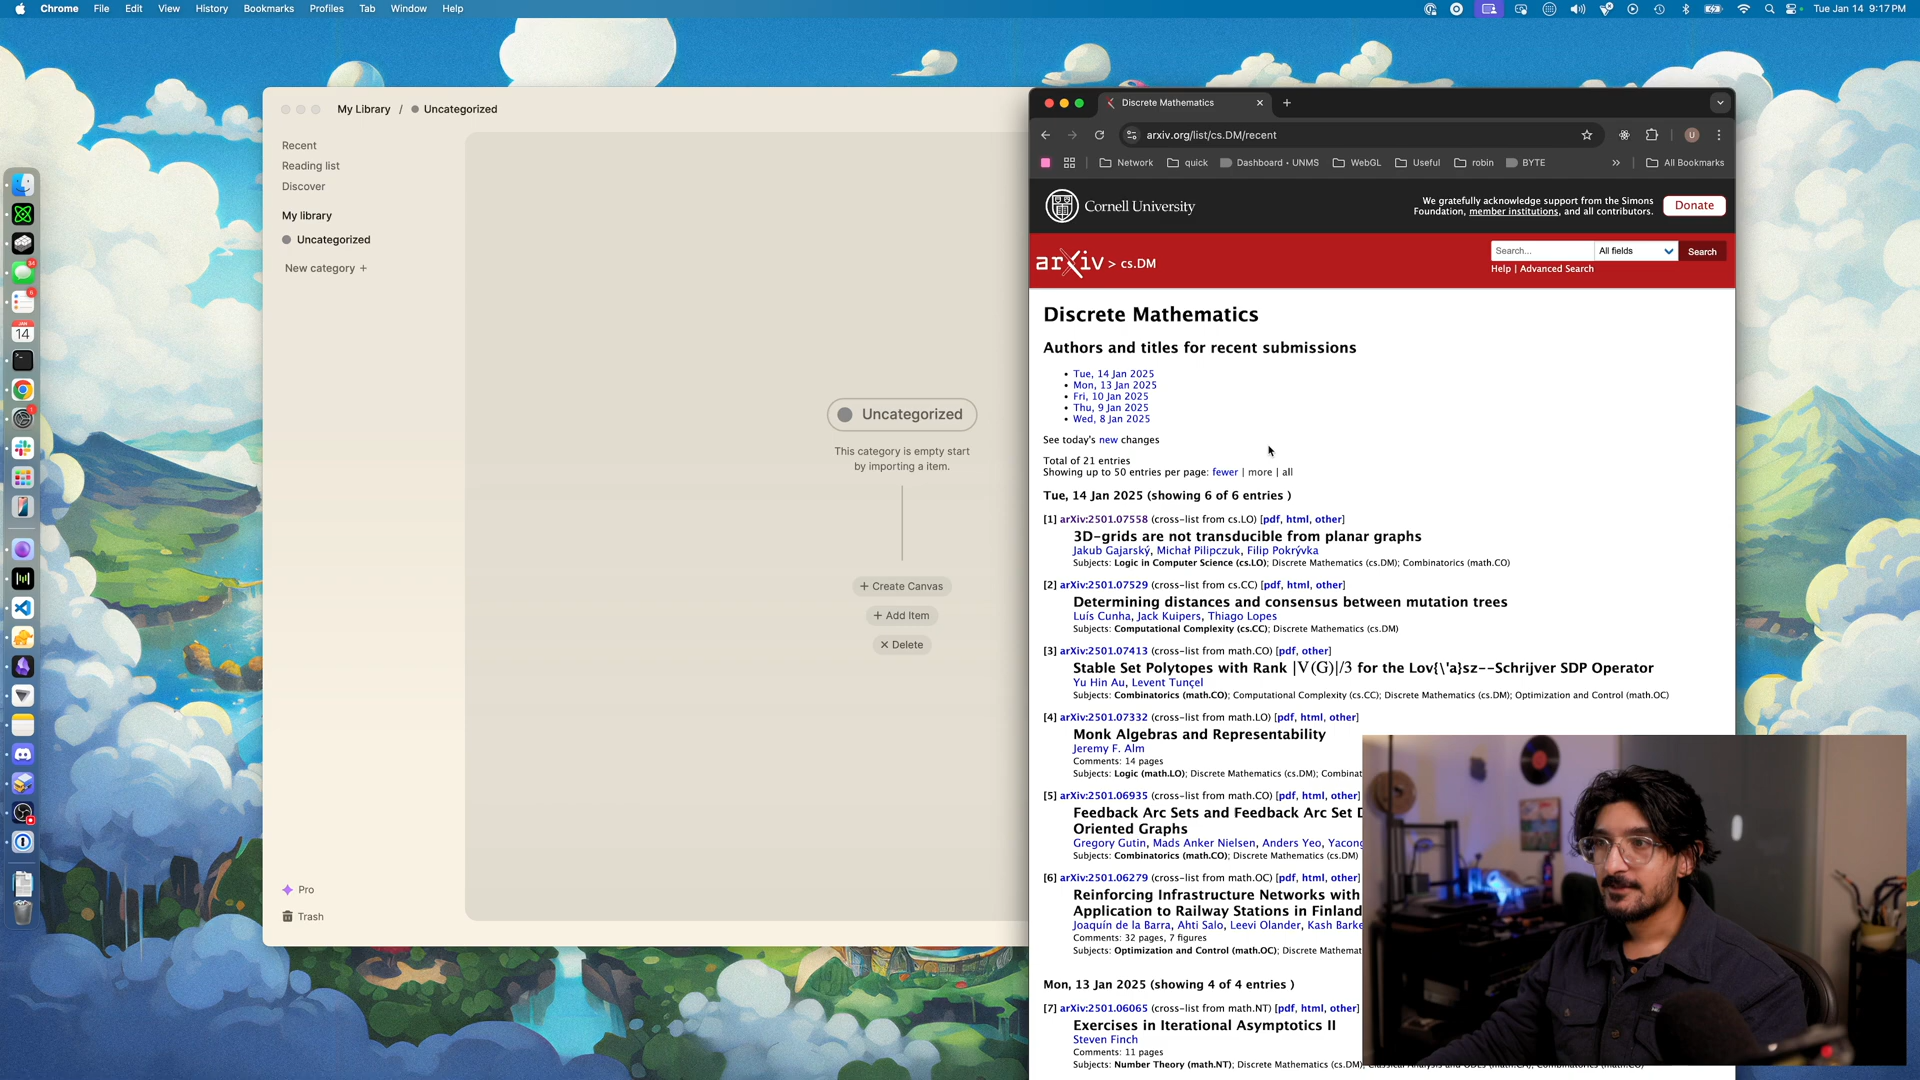 Chrome File Edit View History Bookmarks Profiles Tab Window Help
Tue Jan 14 9:17 PM
34
6
JAN
14
1
My Library / Uncategorized
Recent
Reading list
Discover
My library
Uncategorized
New category +
Uncategorized
This category is empty start
by importing a item.
+ Create Canvas
+ Add Item
× Delete
Pro
Trash
Discrete Mathematics
arxiv.org/list/cs.DM/recent
U
Network quick Dashboard • UNMS WebGL Useful robin BYTE » All Bookmarks
Cornell University
We gratefully acknowledge support from the Simons
Foundation, member institutions, and all contributors.
Donate
arXiv > cs.DM
Search... All fields Search
Help | Advanced Search
Discrete Mathematics
Authors and titles for recent submissions
• Tue, 14 Jan 2025
• Mon, 13 Jan 2025
• Fri, 10 Jan 2025
• Thu, 9 Jan 2025
• Wed, 8 Jan 2025
See today's new changes
Total of 21 entries
Showing up to 50 entries per page: fewer | more | all
Tue, 14 Jan 2025 (showing 6 of 6 entries )
[1] arXiv:2501.07558 (cross-list from cs.LO) [pdf, html, other]
3D-grids are not transducible from planar graphs
Jakub Gajarský, Michał Pilipczuk, Filip Pokrývka
Subjects: Logic in Computer Science (cs.LO); Discrete Mathematics (cs.DM); Combinatorics (math.CO)
[2] arXiv:2501.07529 (cross-list from cs.CC) [pdf, html, other]
Determining distances and consensus between mutation trees
Luís Cunha, Jack Kuipers, Thiago Lopes
Subjects: Computational Complexity (cs.CC); Discrete Mathematics (cs.DM)
[3] arXiv:2501.07413 (cross-list from math.CO) [pdf, other]
Stable Set Polytopes with Rank |V(G)|/3 for the Lov{\'a}sz--Schrijver SDP Operator
Yu Hin Au, Levent Tunçel
Subjects: Combinatorics (math.CO); Computational Complexity (cs.CC); Discrete Mathematics (cs.DM); Optimization and Control (math.OC)
[4] arXiv:2501.07332 (cross-list from math.LO) [pdf, html, other]
Monk Algebras and Representability
Jeremy F. Alm
Comments: 14 pages
Subjects: Logic (math.LO); Discrete Mathematics (cs.DM); Combinat
[5] arXiv:2501.06935 (cross-list from math.CO) [pdf, html, other]
Feedback Arc Sets and Feedback Arc Set D
Oriented Graphs
Gregory Gutin, Mads Anker Nielsen, Anders Yeo, Yacong
Subjects: Combinatorics (math.CO); Discrete Mathematics (cs.DM)
[6] arXiv:2501.06279 (cross-list from math.OC) [pdf, html, other]
Reinforcing Infrastructure Networks with
Application to Railway Stations in Finland
Joaquín de la Barra, Ahti Salo, Leevi Olander, Kash Barke
Comments: 32 pages, 7 figures
Subjects: Optimization and Control (math.OC); Discrete Mathemat
Mon, 13 Jan 2025 (showing 4 of 4 entries )
[7] arXiv:2501.06065 (cross-list from math.NT) [pdf, html, other]
Exercises in Iterational Asymptotics II
Steven Finch
Comments: 11 pages
Subjects: Number Theory (math.NT); Discrete Mathematics (cs.DM);